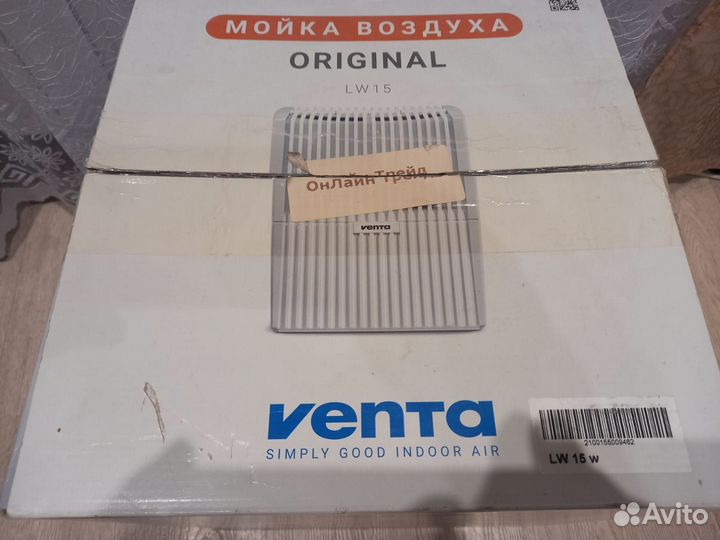 МОЙКА ВОЗДУХА
ORIGINAL
LW15
ОнЛайн Трейд
venta
venta
SIMPLY GOOD INDOOR AIR
2100155009462
LW 15 w
Avito